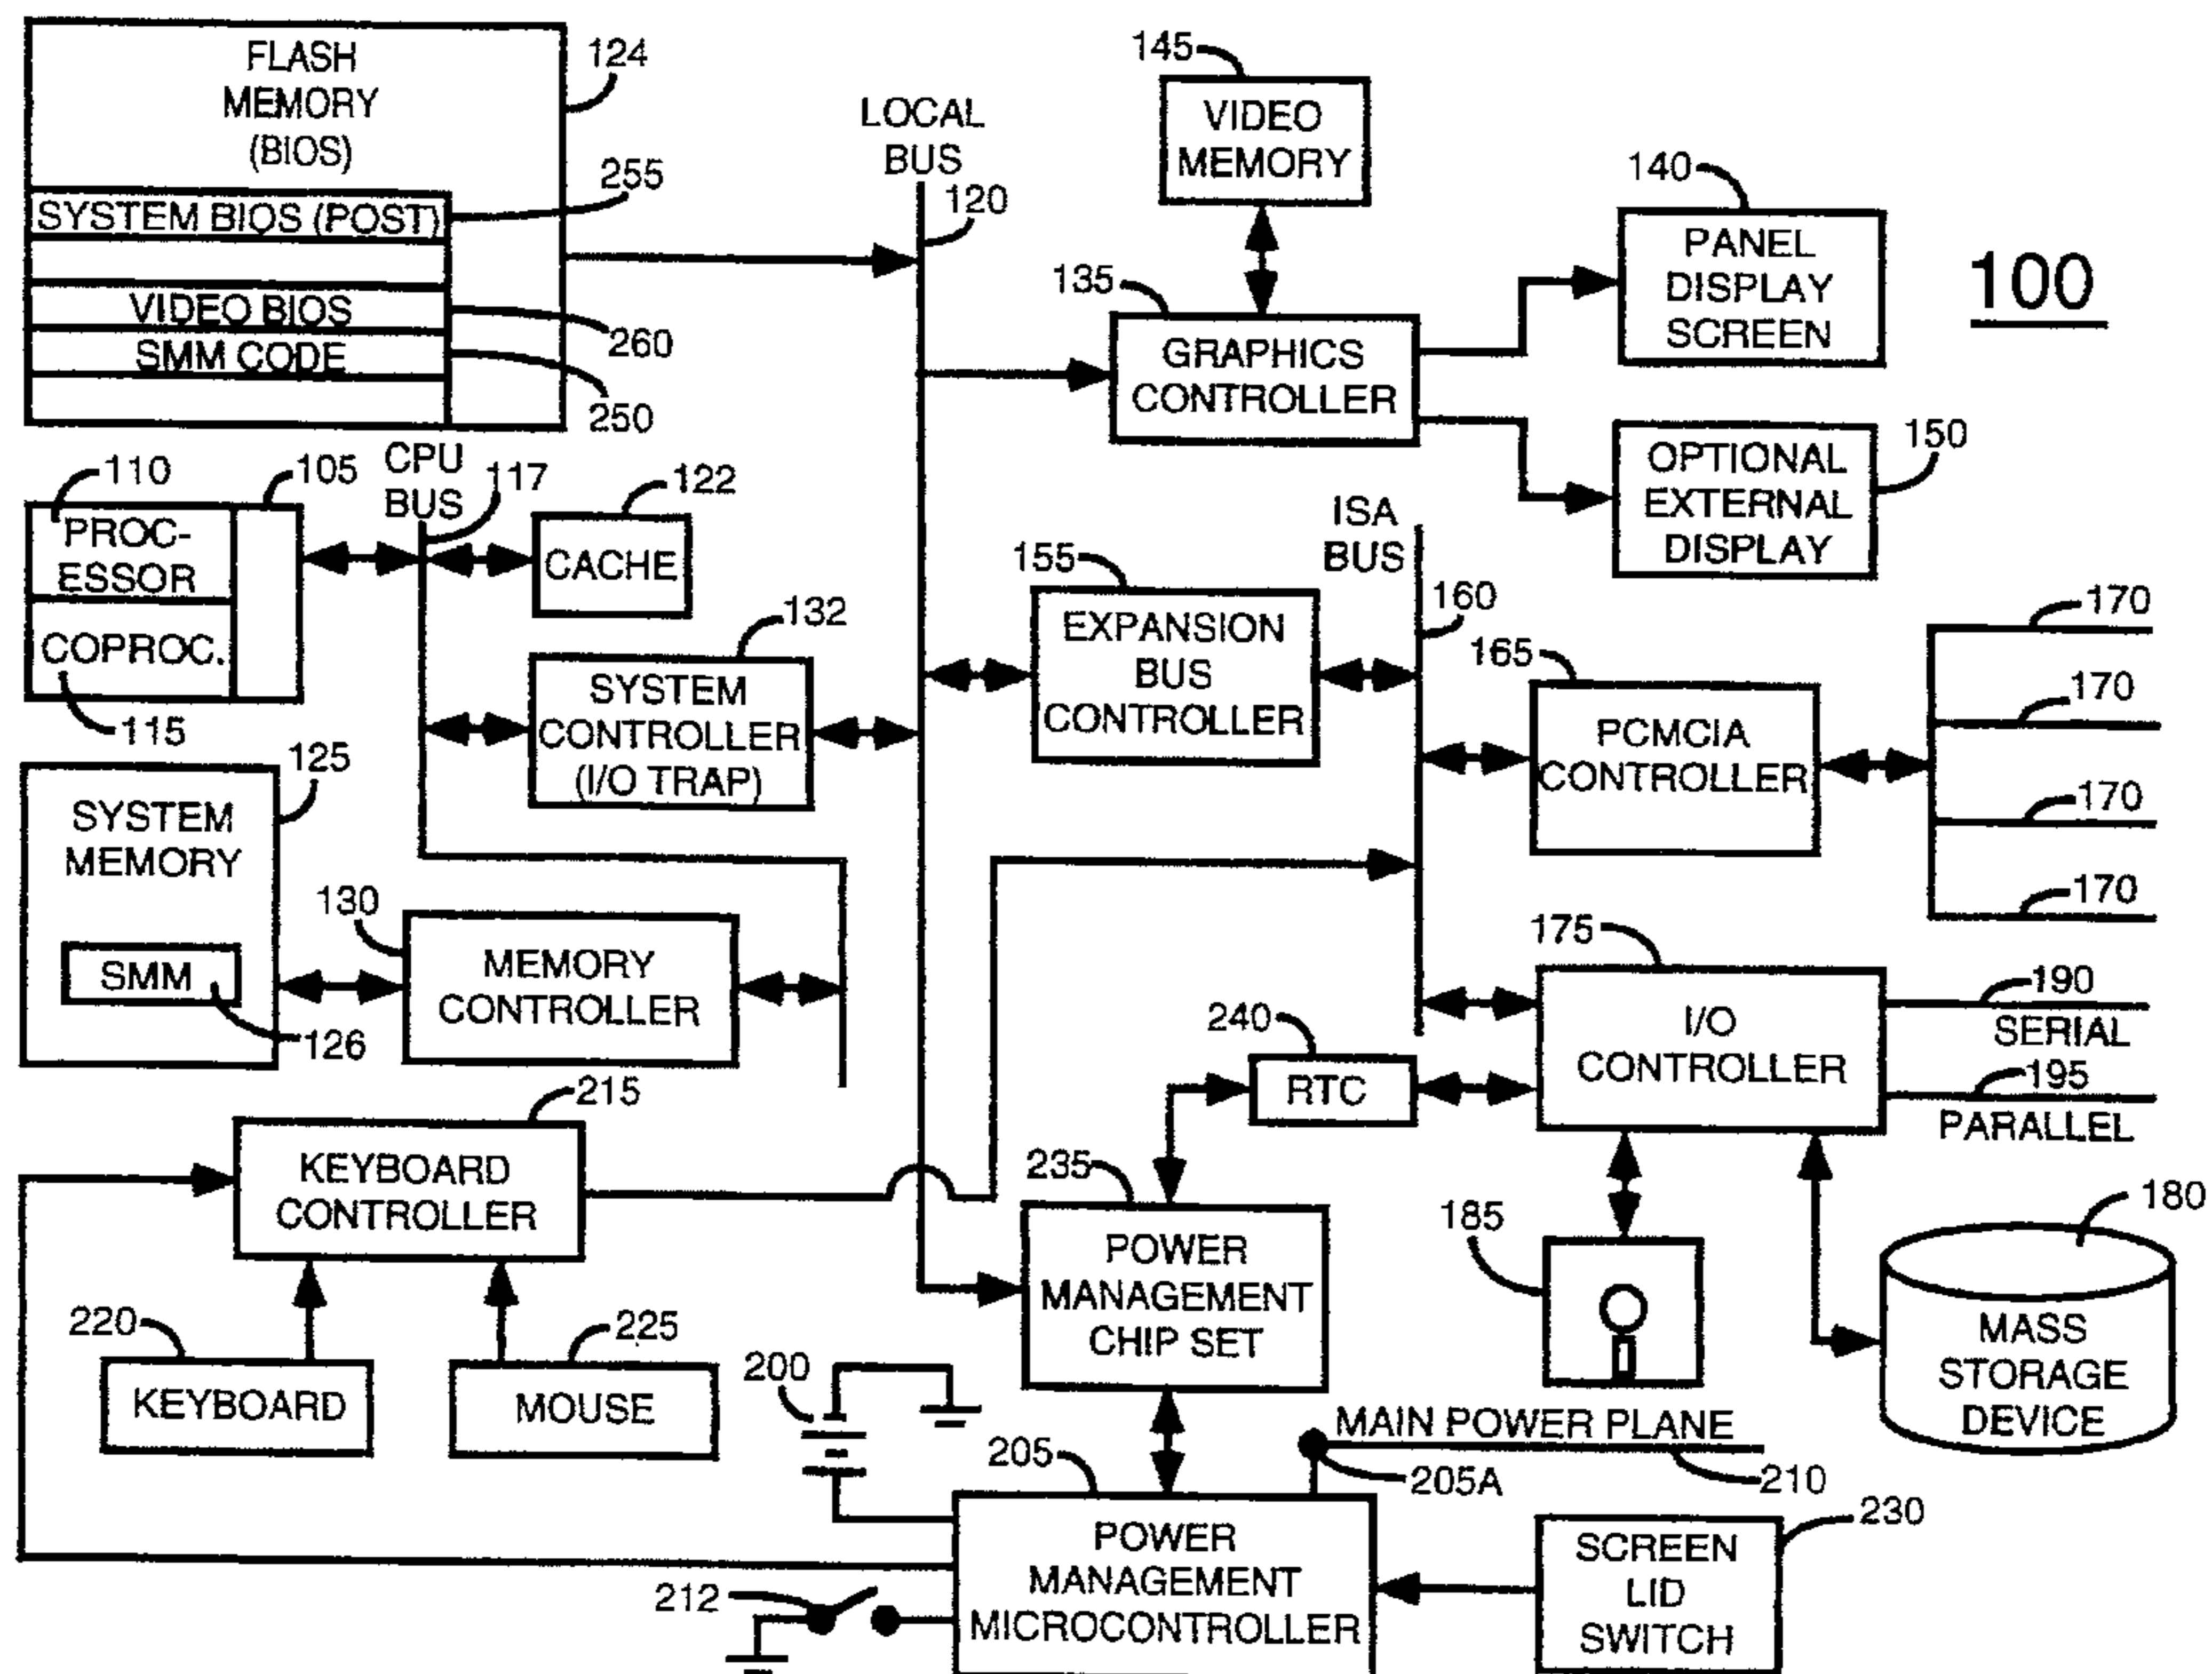 FLASH
MEMORY
(BIOS)
124
SYSTEM BIOS (POST)
255
VIDEO BIOS
260
SMM CODE
250
LOCAL
BUS
120
145
VIDEO
MEMORY
135
GRAPHICS
CONTROLLER
140
PANEL
DISPLAY
SCREEN
100
150
OPTIONAL
EXTERNAL
DISPLAY
110
105
PROC-
ESSOR
COPROC.
115
CPU
BUS
117
122
CACHE
132
SYSTEM
CONTROLLER
(I/O TRAP)
155
EXPANSION
BUS
CONTROLLER
ISA
BUS
160
165
PCMCIA
CONTROLLER
170
170
170
170
125
SYSTEM
MEMORY
SMM
126
130
MEMORY
CONTROLLER
175
I/O
CONTROLLER
190
SERIAL
195
PARALLEL
240
RTC
215
KEYBOARD
CONTROLLER
220
KEYBOARD
225
MOUSE
235
POWER
MANAGEMENT
CHIP SET
185
180
MASS
STORAGE
DEVICE
200
MAIN POWER PLANE
205A
210
205
POWER
MANAGEMENT
MICROCONTROLLER
212
230
SCREEN
LID
SWITCH